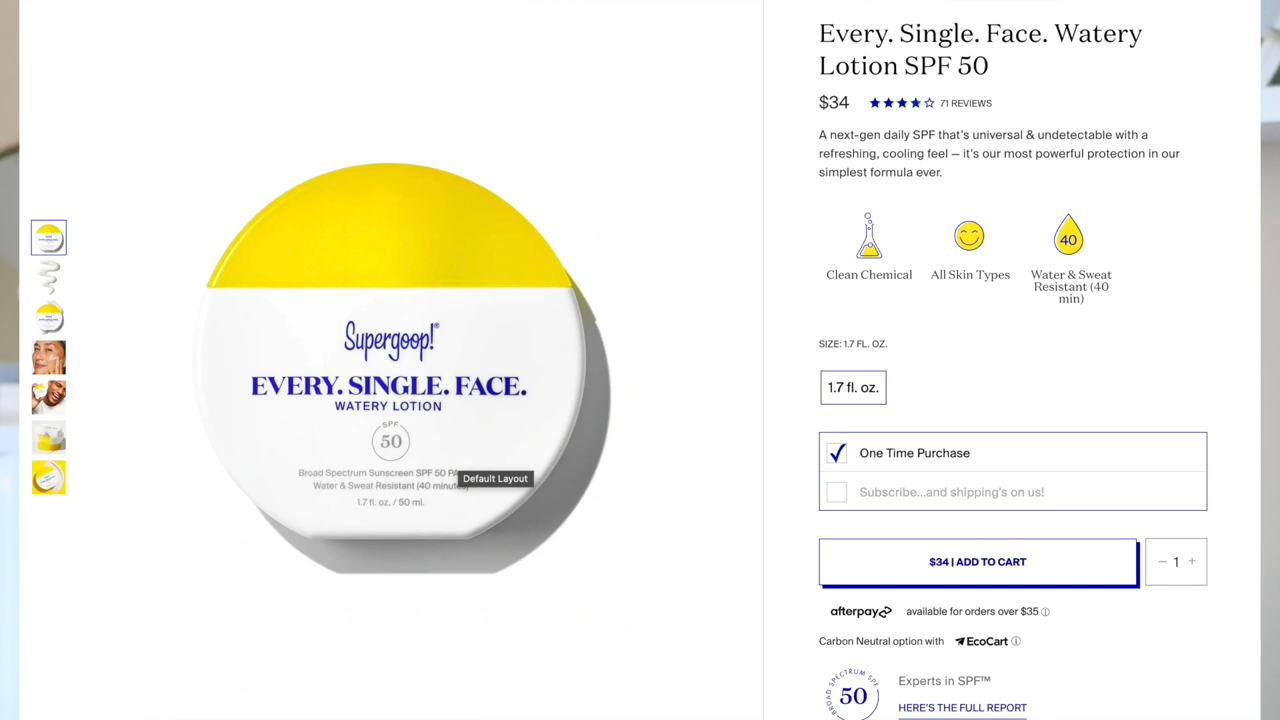 Supergoop!®
EVERY. SINGLE. FACE.
WATERY LOTION
SPF
50
Broad Spectrum Sunscreen SPF 50
Water & Sweat Resistant (40 minutes
1.7 fl. oz. / 50 ml.
Default Layout
Every. Single. Face. Watery
Lotion SPF 50
$34
71 REVIEWS
A next-gen daily SPF that's universal & undetectable with a
refreshing, cooling feel — it's our most powerful protection in our
simplest formula ever.
40
Clean Chemical
All Skin Types
Water & Sweat
Resistant (40
min)
SIZE: 1.7 FL. OZ.
1.7 fl. oz.
One Time Purchase
Subscribe...and shipping's on us!
$34 | ADD TO CART
− 1 +
afterpay available for orders over $35
Carbon Neutral option with EcoCart
BROAD SPECTRUM SPF
50
Experts in SPF™
HERE'S THE FULL REPORT